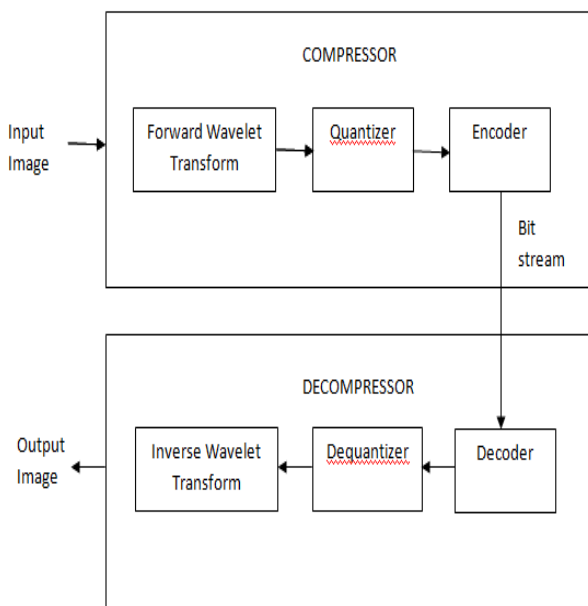 COMPRESSOR
Input
Image
Forward Wavelet
Transform
Quantizer
Encoder
Bit
stream
DECOMPRESSOR
Output
Image
Inverse Wavelet
Transform
Dequantizer
Decoder